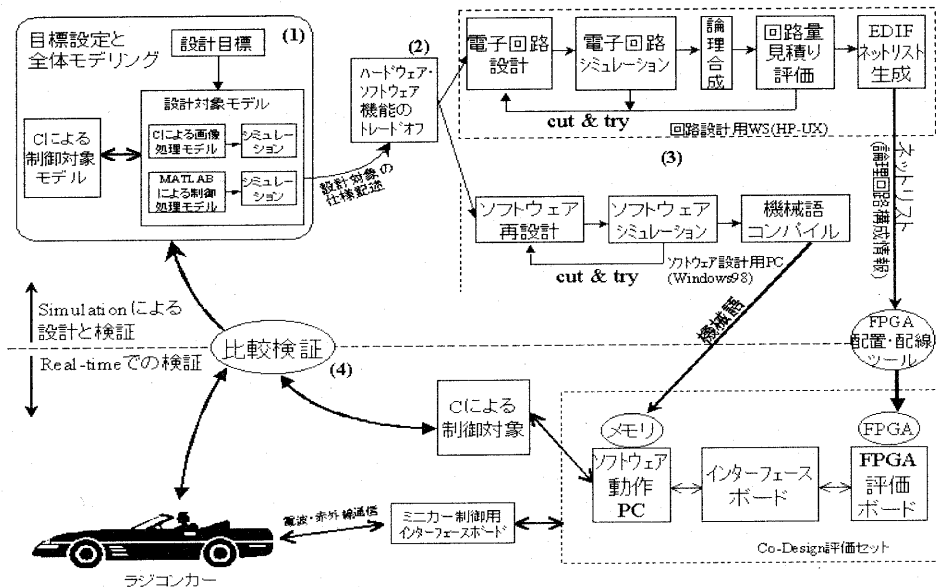 目標設定と
全体モデリング
(1)
設計目標
設計対象モデル
Cによる
制御対象
モデル
Cによる画像
処理モデル
シミュレー
ション
MATLAB
による制御
処理モデル
シミュレー
ション
設計対象の
仕様記述
(2)
ハードウェア・
ソフトウェア
機能の
トレードオフ
電子回路
設計
電子回路
シミュレーション
論理合成
回路量
見積り
評価
EDIF
ネットリスト
生成
cut & try
回路設計用WS(HP-UX)
(3)
ネットリスト
(論理回路構成情報)
ソフトウェア
再設計
ソフトウェア
シミュレーション
機械語
コンパイル
cut & try
ソフトウェア設計用PC
(Windows98)
機械語
Simulationによる
設計と検証
比較検証
(4)
Real-timeでの検証
FPGA
配置・配線
ツール
Cによる
制御対象
メモリ
ソフトウェア
動作
PC
インターフェース
ボード
FPGA
FPGA
評価
ボード
Co-Design評価セット
電波・赤外線通信
ミニカー制御用
インターフェースボード
ラジコンカー